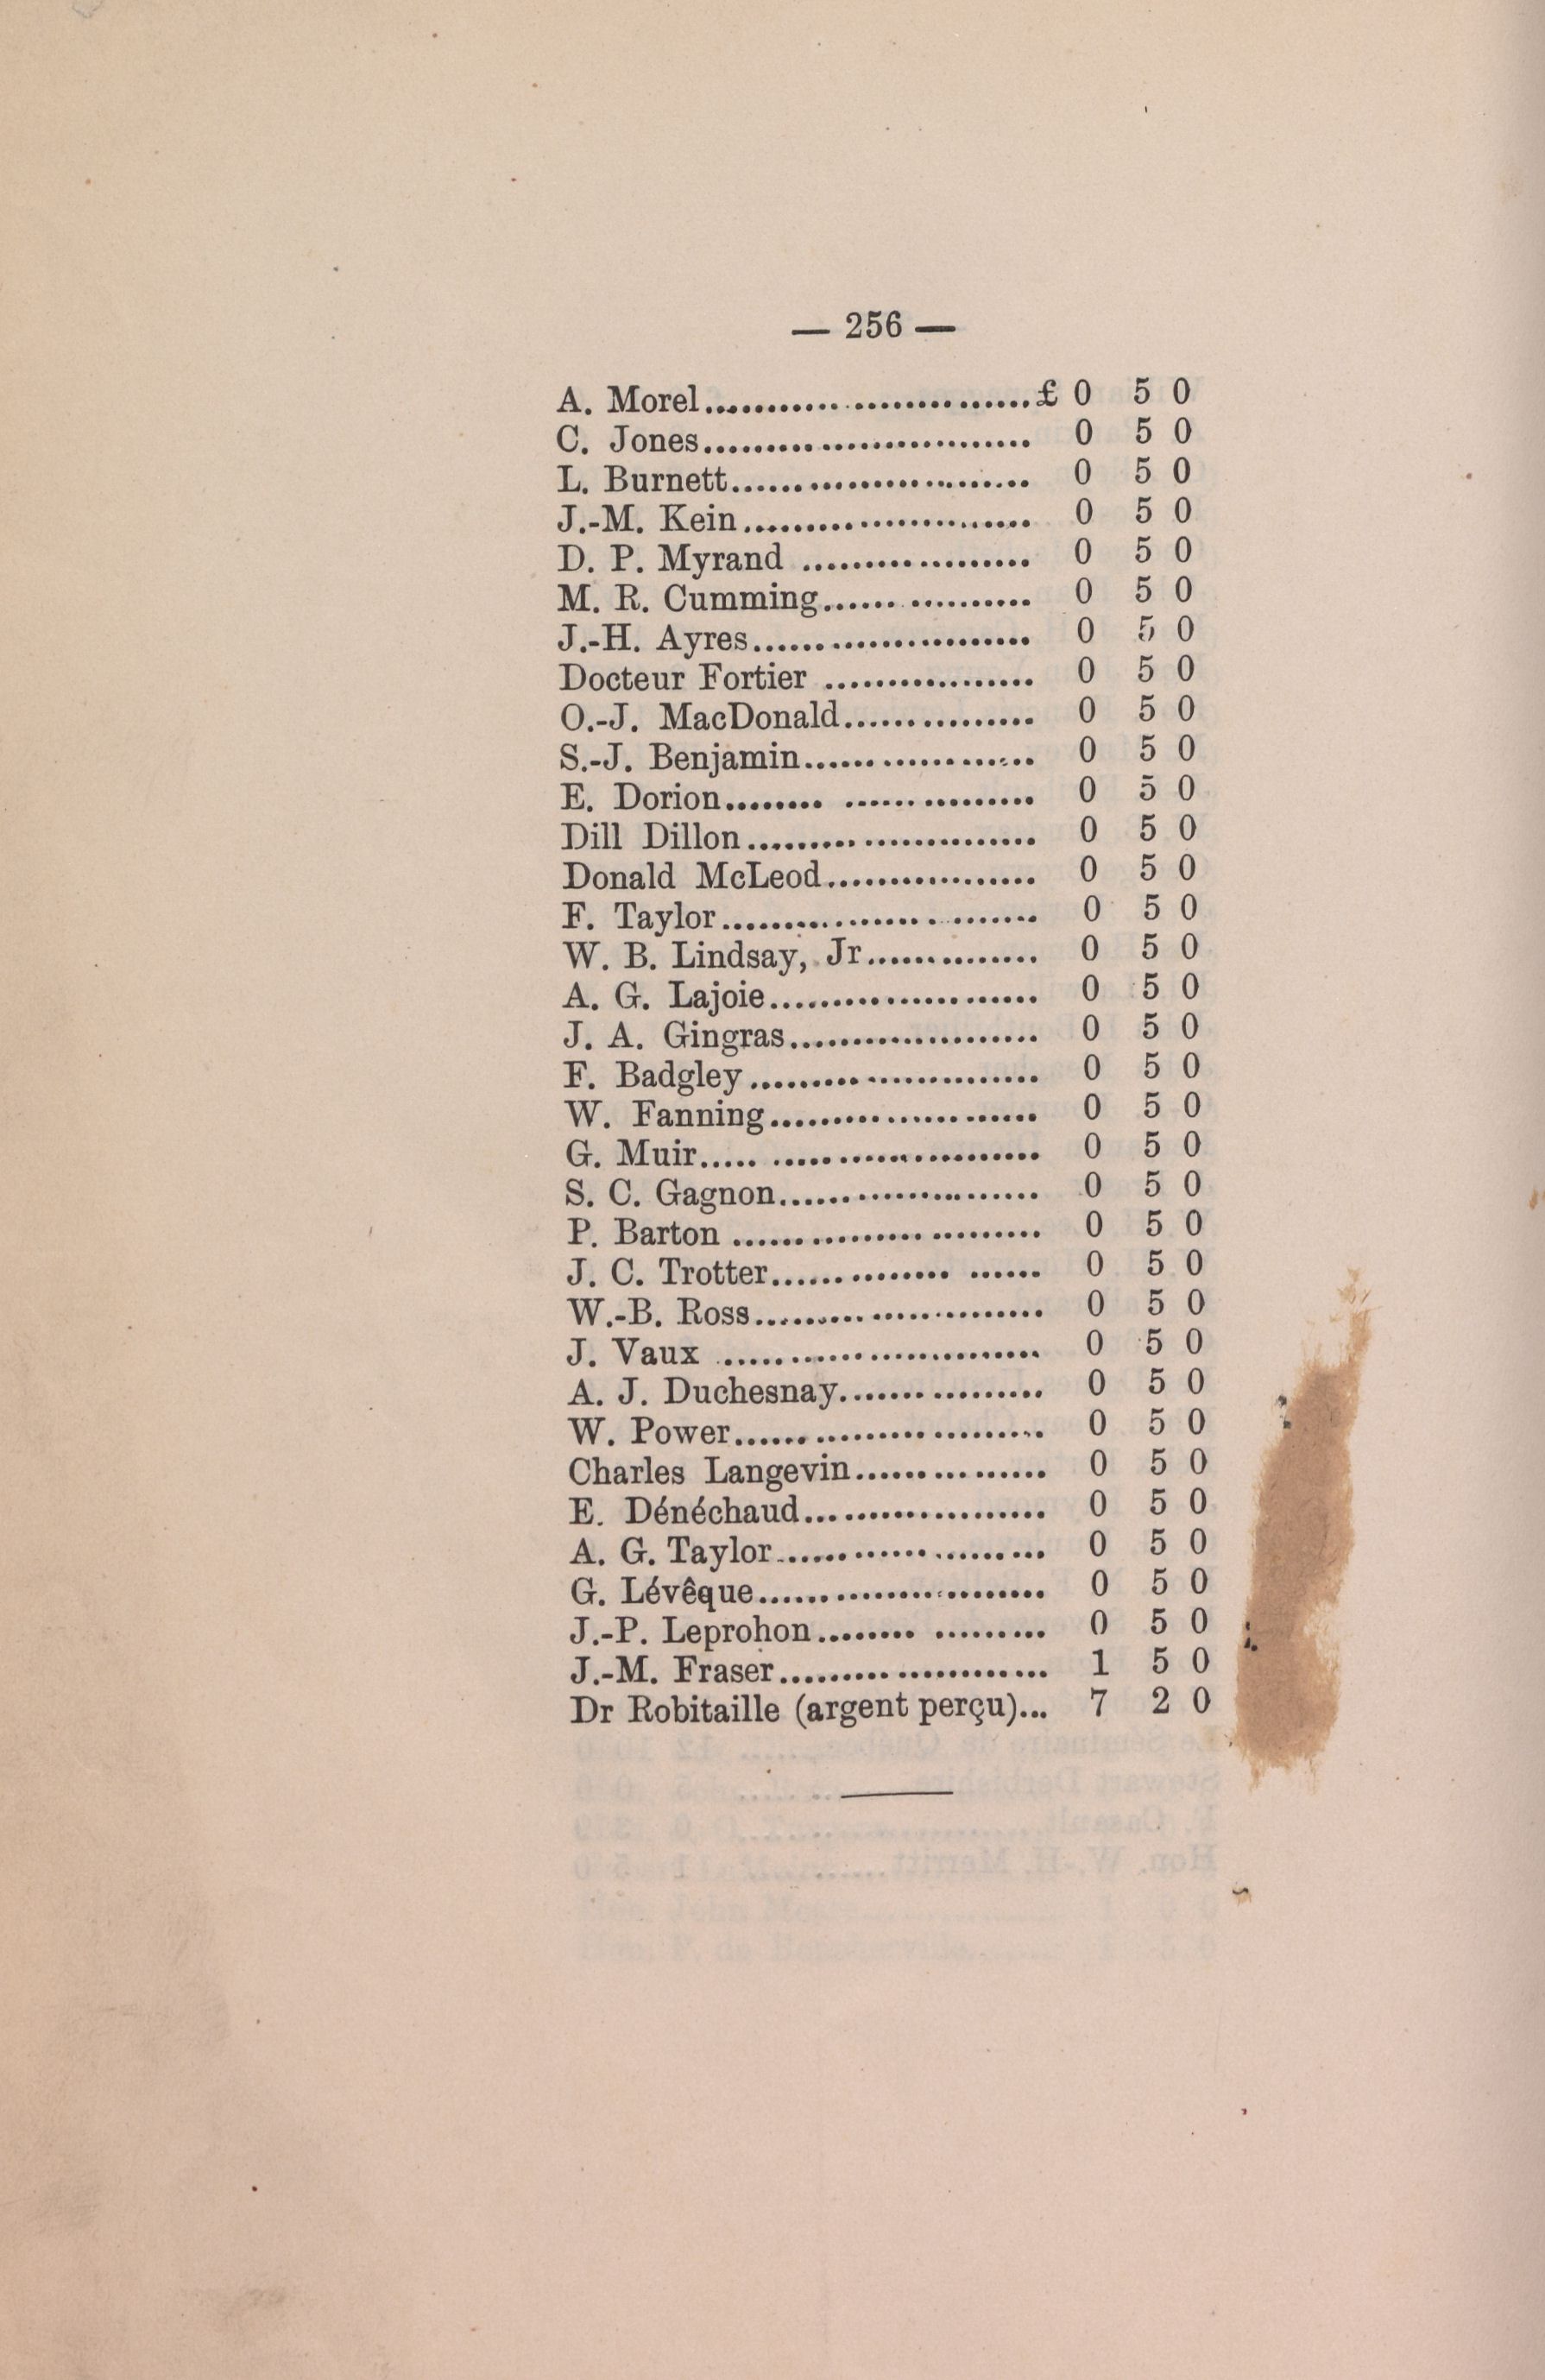 — 256 —
A. Morel..............................£ 0 5 0
C. Jones.............................. 0 5 0
L. Burnett.............................. 0 5 0
J.-M. Kein.............................. 0 5 0
D. P. Myrand .................... 0 5 0
M. R. Cumming.................... 0 5 0
J.-H. Ayres.............................. 0 5 0
Docteur Fortier .................... 0 5 0
O.-J. MacDonald.................... 0 5 0
S.-J. Benjamin.................... 0 5 0
E. Dorion.............................. 0 5 0
Dill Dillon.............................. 0 5 0
Donald McLeod.................... 0 5 0
F. Taylor.............................. 0 5 0
W. B. Lindsay, Jr.................... 0 5 0
A. G. Lajoie.............................. 0 5 0
J. A. Gingras.................... 0 5 0
F. Badgley.............................. 0 5 0
W. Fanning.............................. 0 5 0
G. Muir.............................. 0 5 0
S. C. Gagnon.................... 0 5 0
P. Barton .............................. 0 5 0
J. C. Trotter.................... 0 5 0
W.-B. Ross.............................. 0 5 0
J. Vaux .............................. 0 5 0
A. J. Duchesnay.................... 0 5 0
W. Power.............................. 0 5 0
Charles Langevin.................... 0 5 0
E. Dénéchaud.................... 0 5 0
A. G. Taylor.................... 0 5 0
G. Lévêque.............................. 0 5 0
J.-P. Leprohon.................... 0 5 0
J.-M. Fraser.................... 1 5 0
Dr Robitaille (argent perçu)... 7 2 0